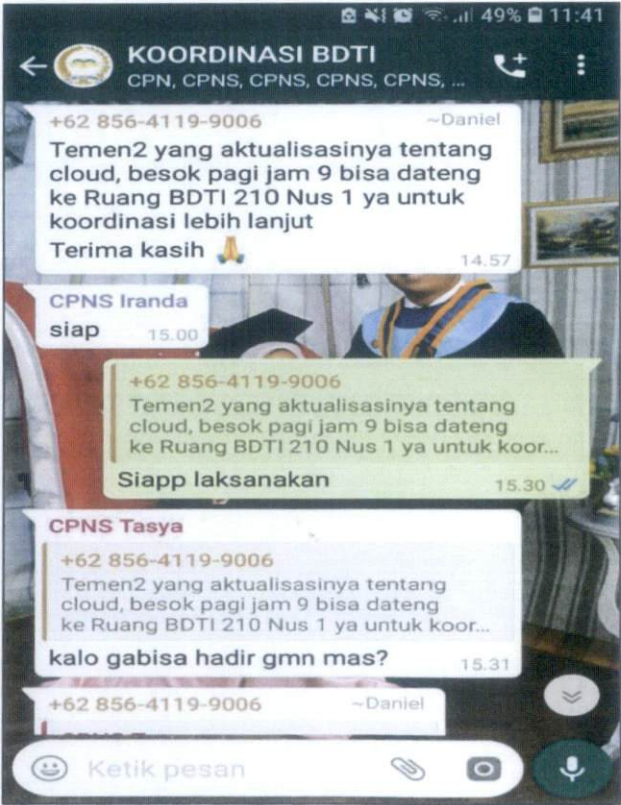 49% 11:41
KOORDINASI BDTI
CPN, CPNS, CPNS, CPNS, CPNS, ...
+62 856-4119-9006 ~Daniel
Temen2 yang aktualisasinya tentang
cloud, besok pagi jam 9 bisa dateng
ke Ruang BDTI 210 Nus 1 ya untuk
koordinasi lebih lanjut
Terima kasih 🙏
14.57
CPNS Iranda
siap 15.00
+62 856-4119-9006
Temen2 yang aktualisasinya tentang
cloud, besok pagi jam 9 bisa dateng
ke Ruang BDTI 210 Nus 1 ya untuk koor...
Siapp laksanakan 15.30
CPNS Tasya
+62 856-4119-9006
Temen2 yang aktualisasinya tentang
cloud, besok pagi jam 9 bisa dateng
ke Ruang BDTI 210 Nus 1 ya untuk koor...
kalo gabisa hadir gmn mas? 15.31
+62 856-4119-9006 ~Daniel
Ketik pesan